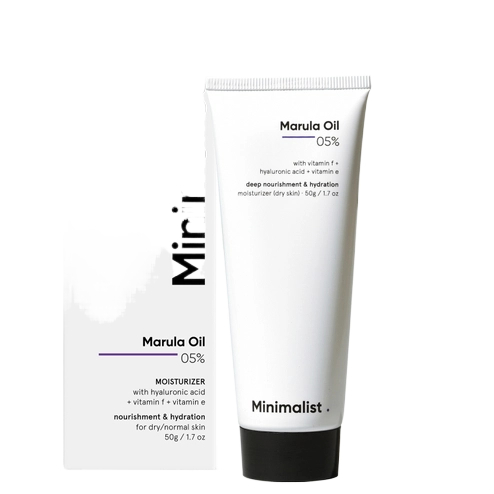 Marula Oil
05%
with vitamin f +
hyaluronic acid + vitamin e
deep nourishment & hydration
moisturizer (dry skin) · 50g / 1.7 oz
Minimalist
Marula Oil
05%
MOISTURIZER
with hyaluronic acid
+ vitamin f + vitamin e
nourishment & hydration
for dry/normal skin
50g / 1.7 oz